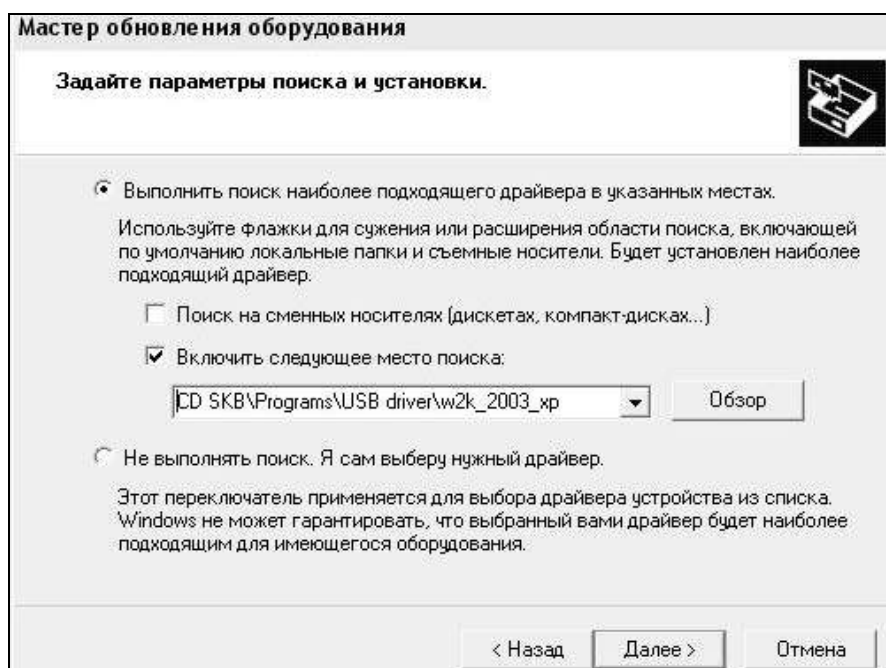 Мастер обновления оборудования
Задайте параметры поиска и установки.
Выполнить поиск наиболее подходящего драйвера в указанных местах.
Используйте флажки для сужения или расширения области поиска, включающей
по умолчанию локальные папки и съемные носители. Будет установлен наиболее
подходящий драйвер.
Поиск на сменных носителях (дискетах, компакт-дисках...)
Включить следующее место поиска:
CD SKB\Programs\USB driver\w2k_2003_xp
Обзор
Не выполнять поиск. Я сам выберу нужный драйвер.
Этот переключатель применяется для выбора драйвера устройства из списка.
Windows не может гарантировать, что выбранный вами драйвер будет наиболее
подходящим для имеющегося оборудования.
< Назад Далее > Отмена